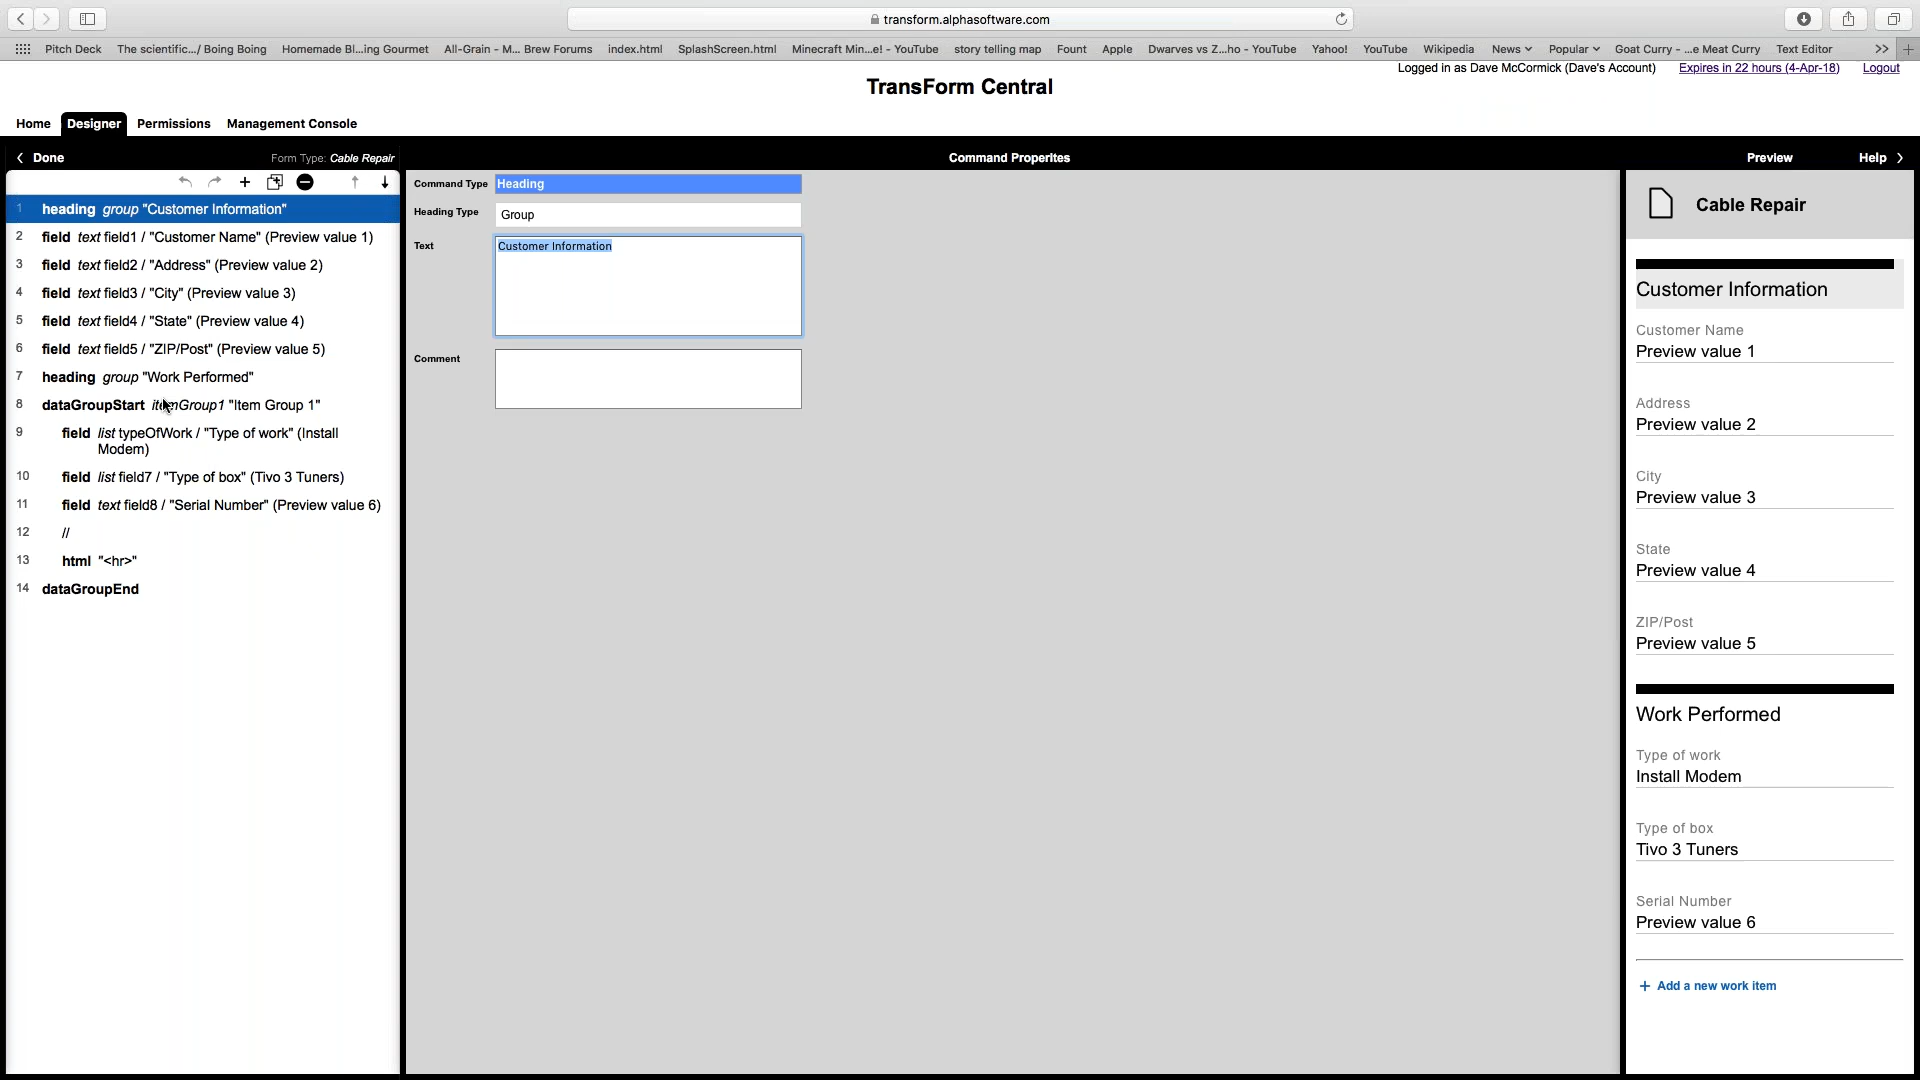 transform.alphasoftware.com
Pitch Deck The scientific.../ Boing Boing Homemade Bl...ing Gourmet All-Grain - M... Brew Forums index.html SplashScreen.html Minecraft Min...e! - YouTube story telling map Fount Apple Dwarves vs Z...ho - YouTube Yahoo! YouTube Wikipedia News Popular Goat Curry - ...e Meat Curry Text Editor
Logged in as Dave McCormick (Dave's Account) Expires in 22 hours (4-Apr-18) Logout
TransForm Central
Home Designer Permissions Management Console
Done Form Type: Cable Repair Command Properites Preview Help
1 heading group "Customer Information"
2 field text field1 / "Customer Name" (Preview value 1)
3 field text field2 / "Address" (Preview value 2)
4 field text field3 / "City" (Preview value 3)
5 field text field4 / "State" (Preview value 4)
6 field text field5 / "ZIP/Post" (Preview value 5)
7 heading group "Work Performed"
8 dataGroupStart itemGroup1 "Item Group 1"
9 field list typeOfWork / "Type of work" (Install
Modem)
10 field list field7 / "Type of box" (Tivo 3 Tuners)
11 field text field8 / "Serial Number" (Preview value 6)
12 //
13 html "<hr>"
14 dataGroupEnd
Command Type Heading
Heading Type Group
Text Customer Information
Comment
Cable Repair
Customer Information
Customer Name
Preview value 1
Address
Preview value 2
City
Preview value 3
State
Preview value 4
ZIP/Post
Preview value 5
Work Performed
Type of work
Install Modem
Type of box
Tivo 3 Tuners
Serial Number
Preview value 6
+ Add a new work item